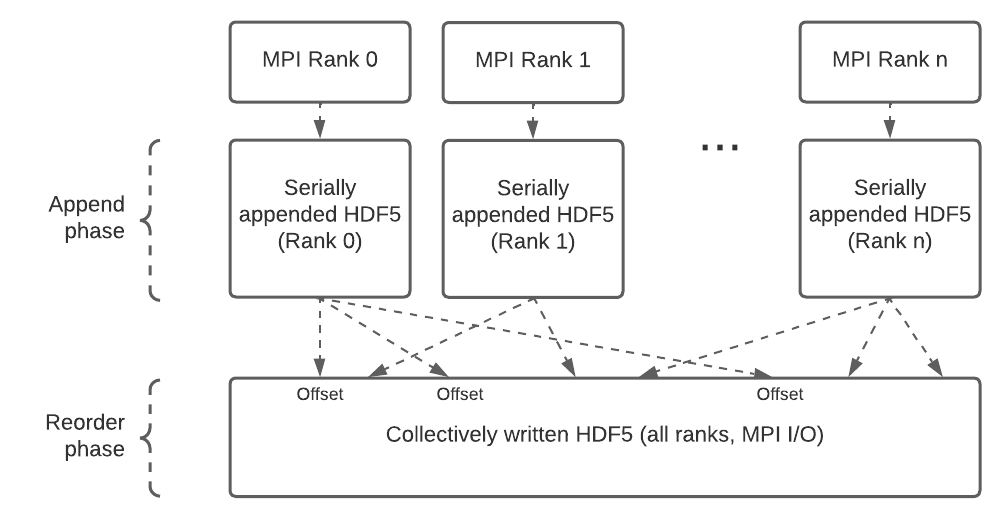 MPI Rank 0
MPI Rank 1
MPI Rank n
...
Append
phase
Serially
appended HDF5
(Rank 0)
Serially
appended HDF5
(Rank 1)
Serially
appended HDF5
(Rank n)
Reorder
phase
Offset
Offset
Offset
Collectively written HDF5 (all ranks, MPI I/O)